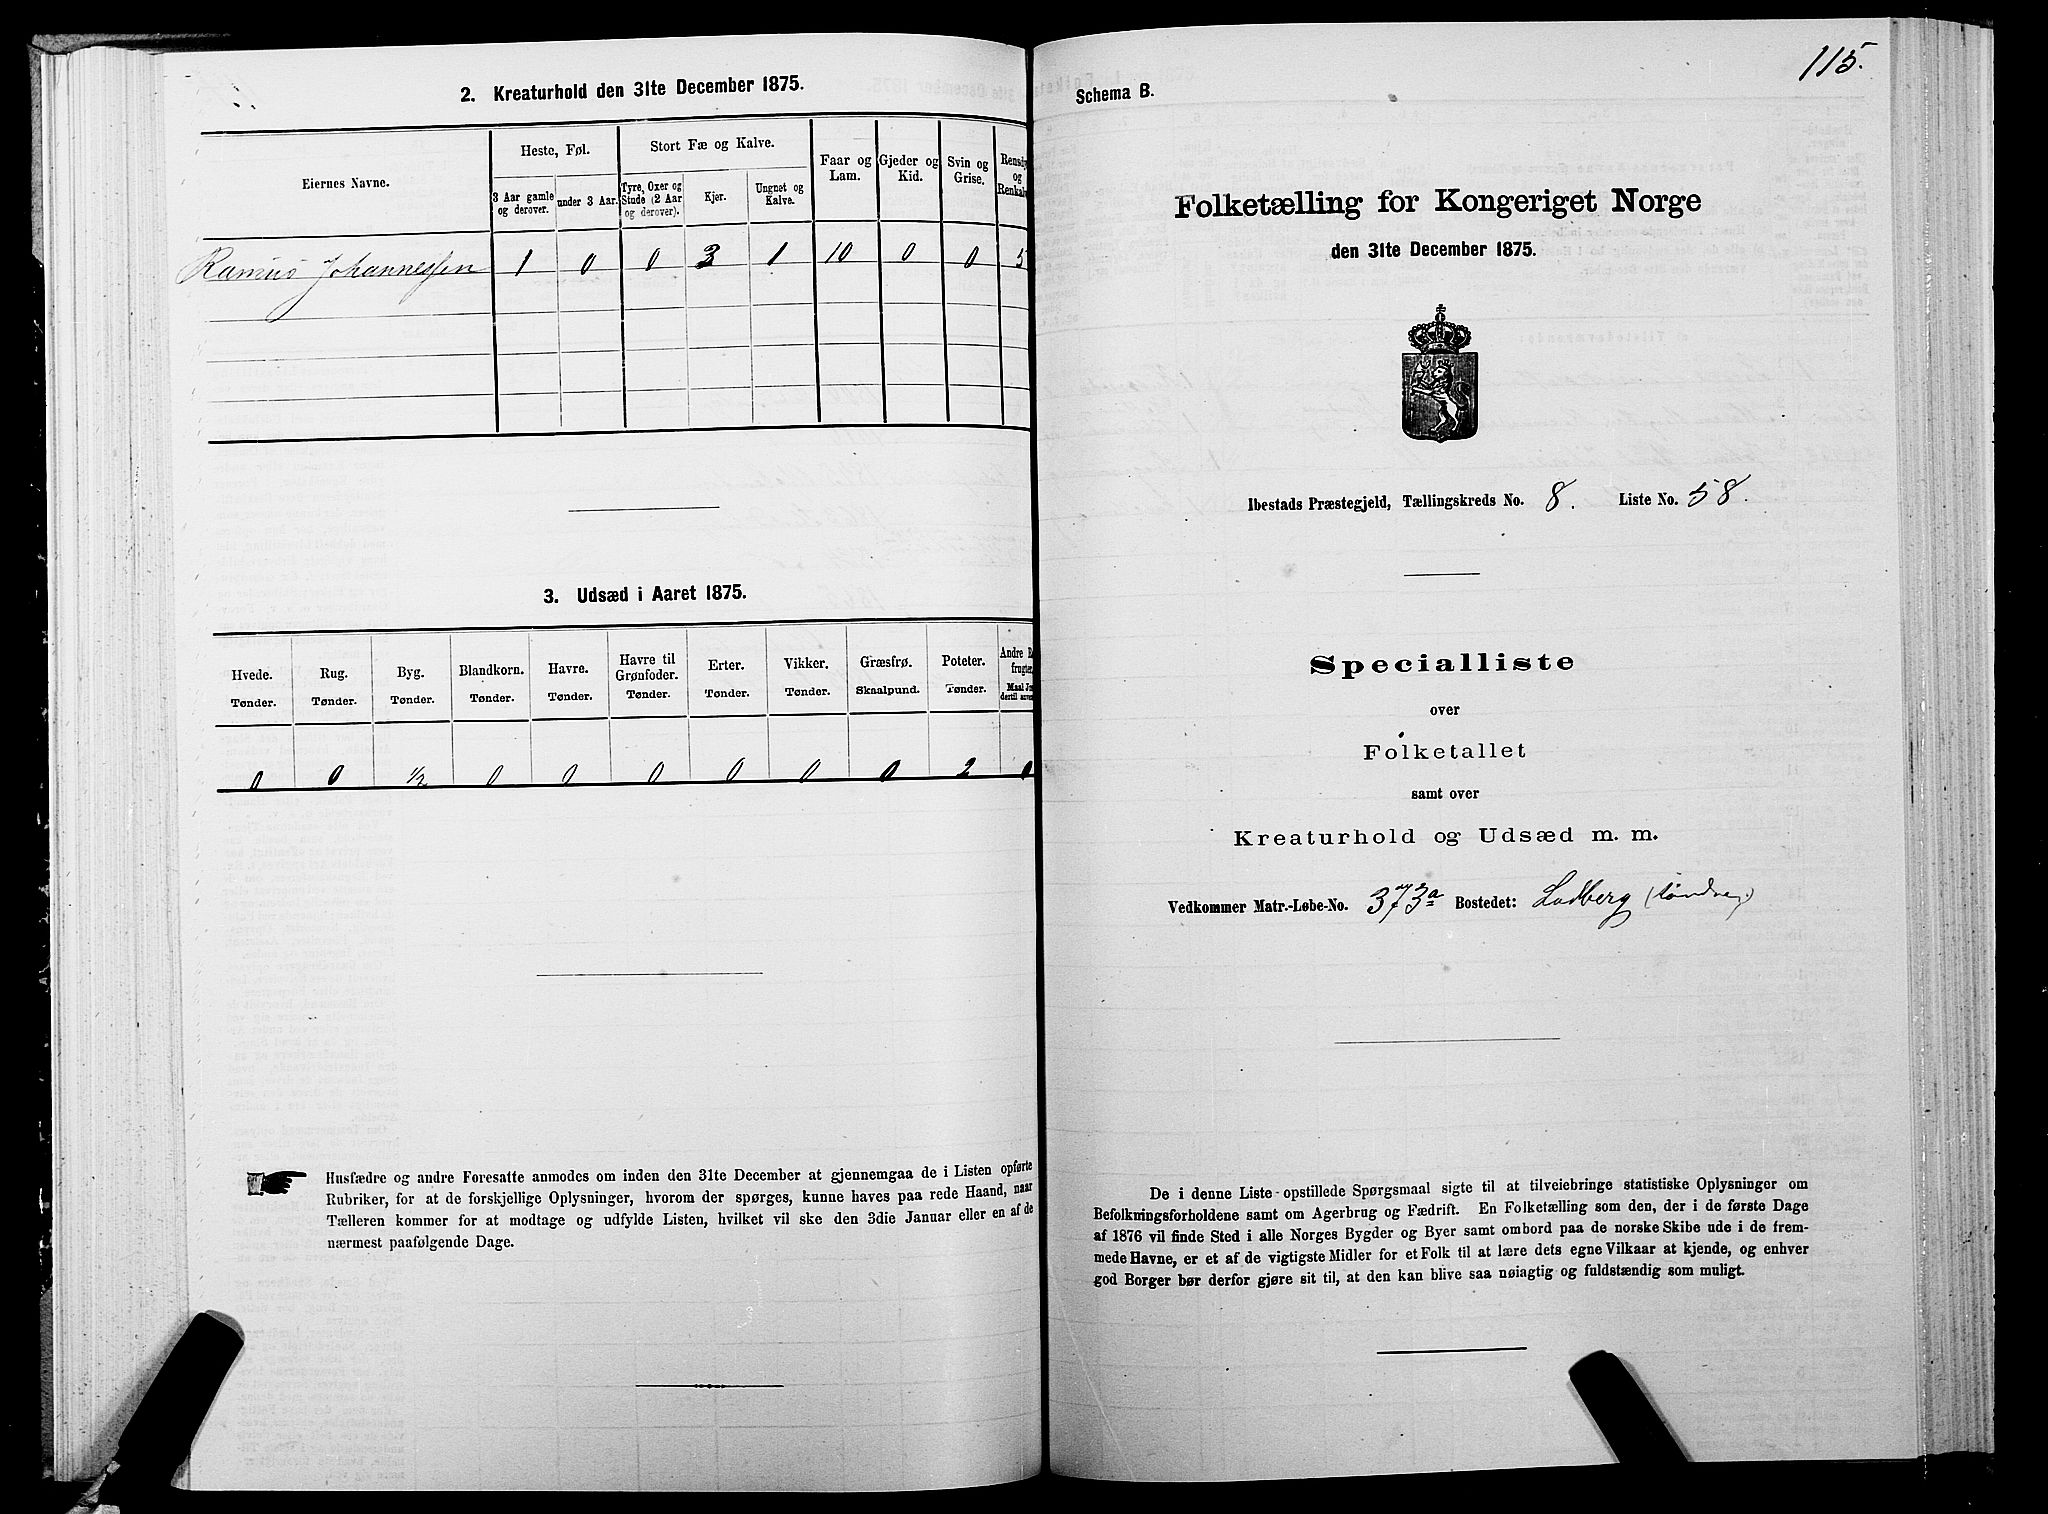 2. Kreaturhold den 31te December 1875.
Eiernes Navne.
Heste, Føl.
Stort Fæ og Kalve.
Faar og Lam.
Gjeder og Kid.
Svin og Grise.
Rensdy
og
Renkalv
3 Aar gamle og derover.
under 3 Aar.
Tyre, Oxer og Stude (2 Aar og derover).
Kjør.
Ungnet og Kalve.
Rasmus Johannessen 1 0 0 1 10 0 0 5
3. Udsæd i Aaret 1875.
Hvede. Rug. Byg. Blandkorn. Havre. Havre til Grønfoder. Erter. Vikker. Græsfrø. Poteter. Andre
Tønder. Tønder. Tønder. Tønder. Tønder. Tønder. Tønder. Tønder. Skaalpund. Tønder.
0 0 1/2 0 0 0 0 0 0 2 0
Husfædre og andre Foresatte anmodes om inden den 31te December at gjennemgaa de i Listen opførte
Rubriker, for at de forskjellige Oplysninger, hvorom der spørges, kunne haves paa rede Haand, naar
Tælleren kommer for at modtage og udfylde Listen, hvilket vil ske den 3die Januar eller en af de
nærmest paafølgende Dage.
115.
Schema B.
Folketælling for Kongeriget Norge
den 31te December 1875.
Ibestads Præstegjeld, Tællingskreds No. 8. Liste No. 58.
Specialliste
over
Folketallet
samt over
Kreaturhold og Udsæd m. m.
Vedkommer Matr.-Løbe-No. 373a Bostedet: Ladberg
De i denne Liste opstillede Spørgsmaal sigte til at tilveiebringe statistiske Oplysninger om
Befolkningsforholdene samt om Agerbrug og Fædrift. En Folketælling som den, der i de første Dage
af 1876 vil finde Sted i alle Norges Bygder og Byer samt ombord paa de norske Skibe ude i de frem-
mede Havne, er et af de vigtigste Midler for et Folk til at lære dets egne Vilkaar at kjende, og enhver
god Borger bør derfor gjøre sit til, at den kan blive saa nøiagtig og fuldstændig som muligt.